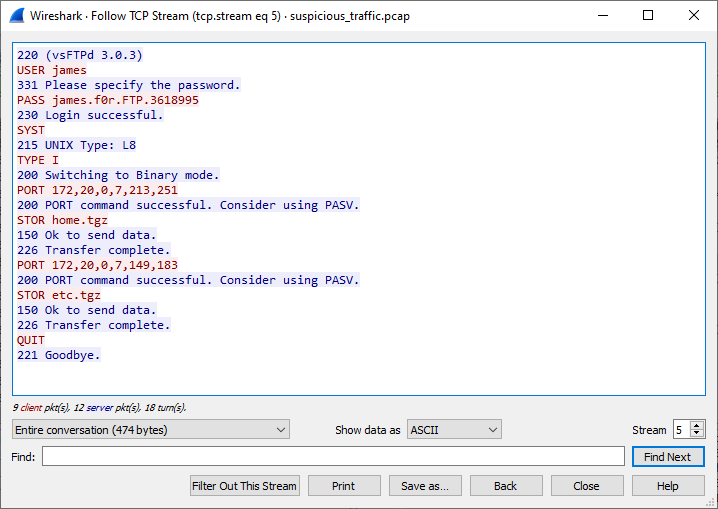 Wireshark · Follow TCP Stream (tcp.stream eq 5) · suspicious_traffic.pcap
220 (vsFTPd 3.0.3)
USER james
331 Please specify the password.
PASS james.f0r.FTP.3618995
230 Login successful.
SYST
215 UNIX Type: L8
TYPE I
200 Switching to Binary mode.
PORT 172,20,0,7,213,251
200 PORT command successful. Consider using PASV.
STOR home.tgz
150 Ok to send data.
226 Transfer complete.
PORT 172,20,0,7,149,183
200 PORT command successful. Consider using PASV.
STOR etc.tgz
150 Ok to send data.
226 Transfer complete.
QUIT
221 Goodbye.
9 client pkt(s), 12 server pkt(s), 18 turn(s).
Entire conversation (474 bytes) Show data as ASCII Stream 5
Find: Find Next
Filter Out This Stream Print Save as... Back Close Help